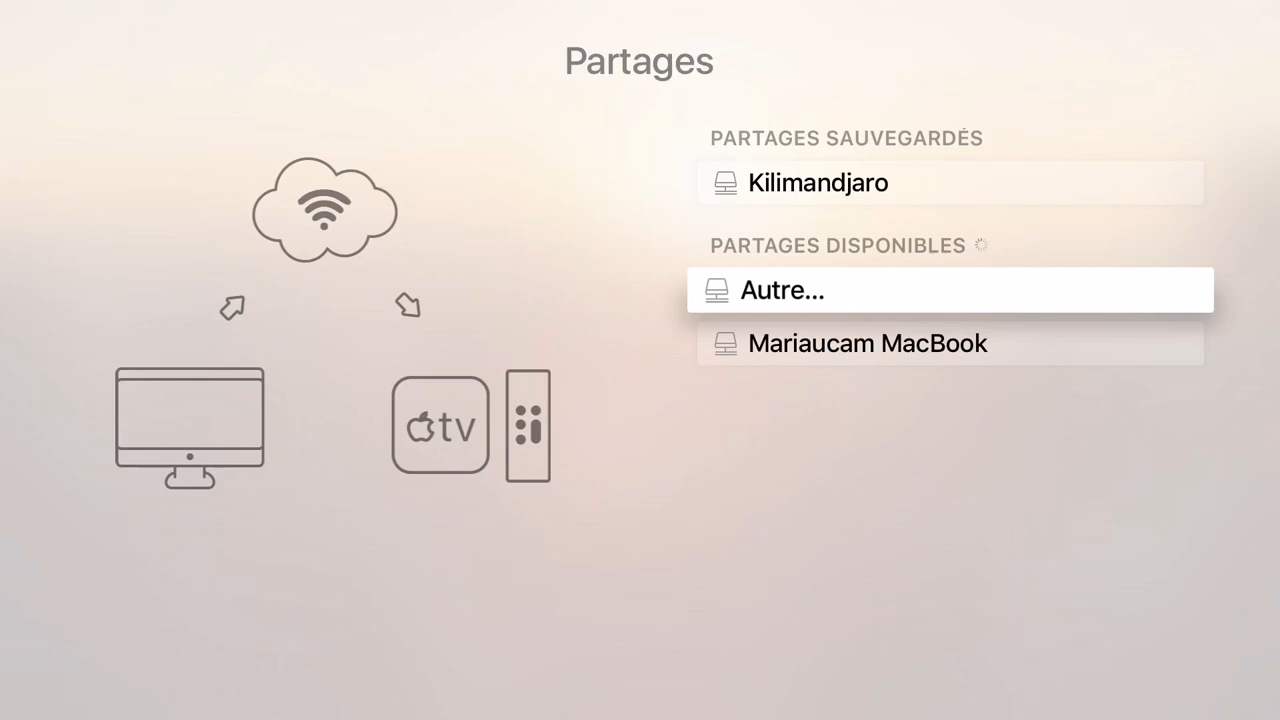 Partages
PARTAGES SAUVEGARDÉS
Kilimandjaro
PARTAGES DISPONIBLES
Autre...
Mariaucam MacBook
tv